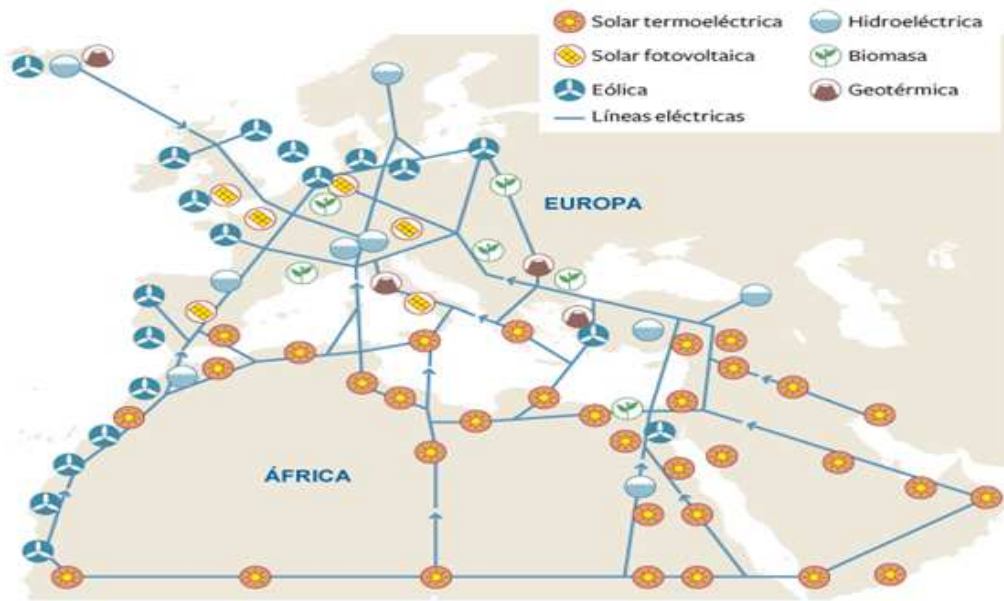 Solar termoeléctrica
Hidroeléctrica
Solar fotovoltaica
Biomasa
Eólica
Geotérmica
Líneas eléctricas
EUROPA
ÁFRICA